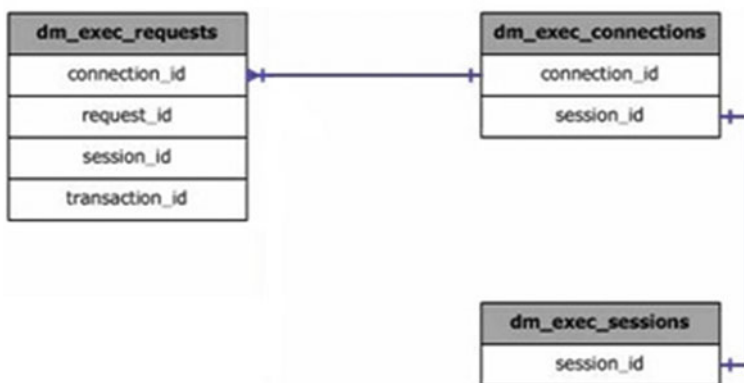 dm_exec_requests
connection_id
request_id
session_id
transaction_id
dm_exec_connections
connection_id
session_id
dm_exec_sessions
session_id